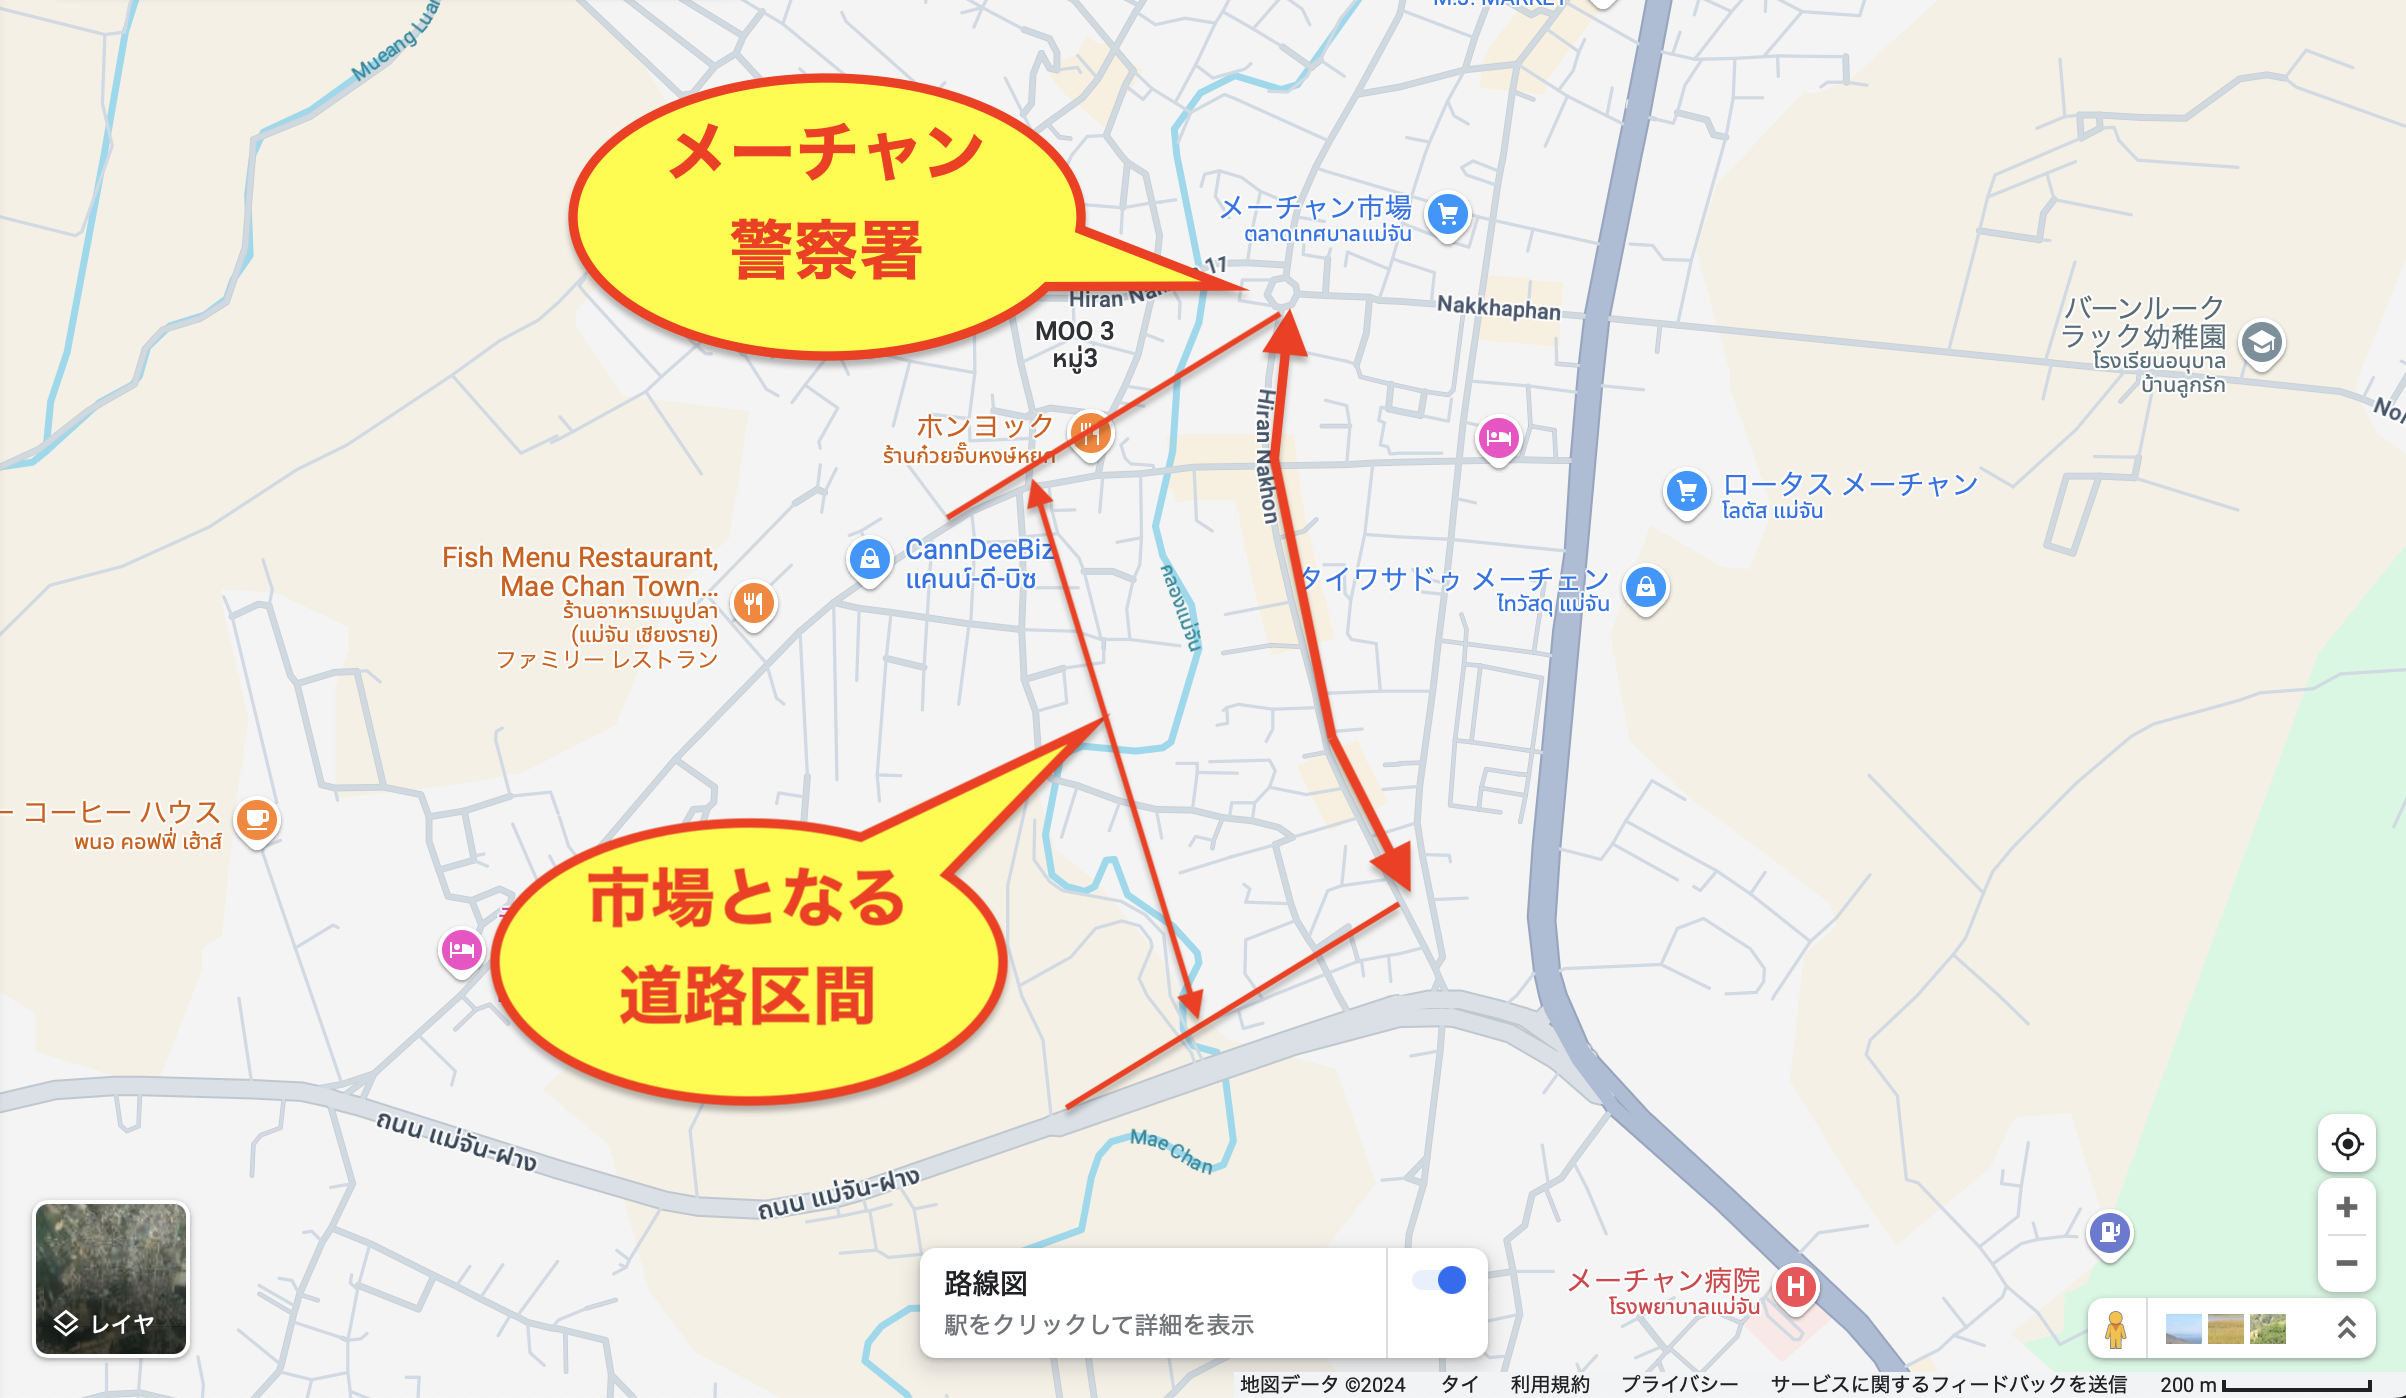 Mueang Lua
M.J. MARKET
メーチャン
警察署
メーチャン市場
ตลาดเทศบาลแม่จัน
11
Hiran Na
MOO 3
หมู่3
Nakkhaphan
バーンルーク
ラック幼稚園
โรงเรียนอนุบาล
บ้านลูกรัก
Nor
Hiran Nakhon
ホンヨック
ร้านก๋วยจั๊บหงษ์หยก
ロータス メーチャン
โลตัส แม่จัน
Fish Menu Restaurant,
Mae Chan Town...
ร้านอาหารเมนูปลา
(แม่จัน เชียงราย)
ファミリー レストラン
CannDeeBiz
แคนน์-ดี-บิซ
คลองแม่จัน
タイワサドゥ メーチェン
ไทวัสดุ แม่จัน
ー コーヒー ハウス
พนอ คอฟฟี่ เฮ้าส์
市場となる
道路区間
ถนน แม่จัน-ฝาง
ถนน แม่จัน-ฝาง
Mae Chan
メーチャン病院
โรงพยาบาลแม่จัน
H
レイヤ
路線図
駅をクリックして詳細を表示
地図データ ©2024 タイ 利用規約 プライバシー サービスに関するフィードバックを送信 200 m